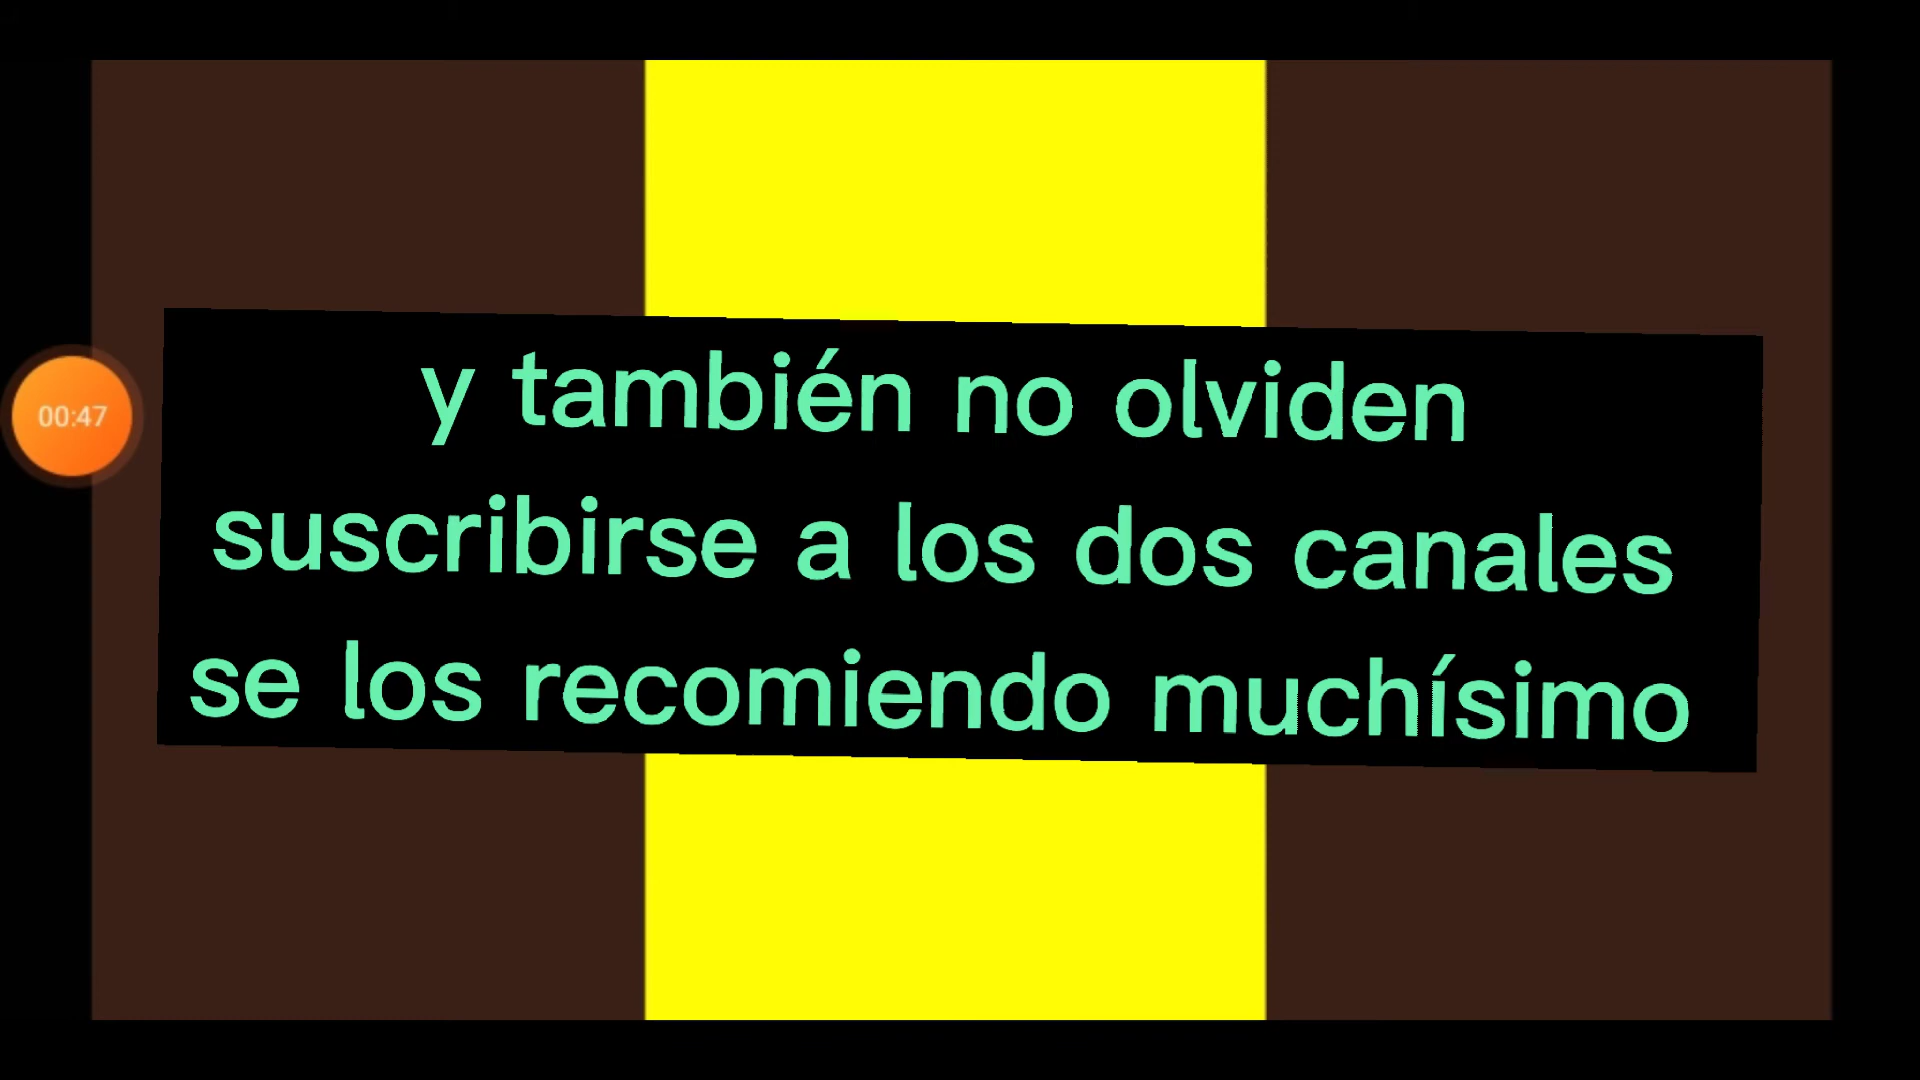 y también no olviden
suscribirse a los dos canales
se los recomiendo muchísimo
00:47